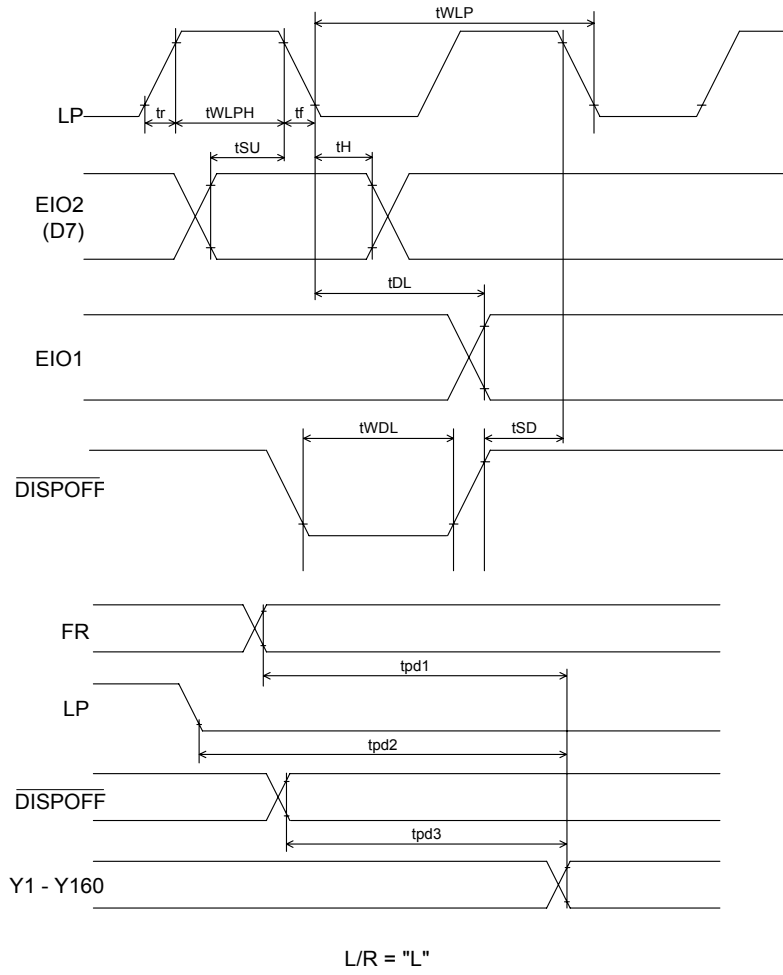 tWLP
LP
tr
tWLPH
tf
tSU
tH
EIO2
(D7)
tDL
EIO1
tWDL
tSD
DISPOFF
FR
tpd1
LP
tpd2
DISPOFF
tpd3
Y1 - Y160
L/R = "L"